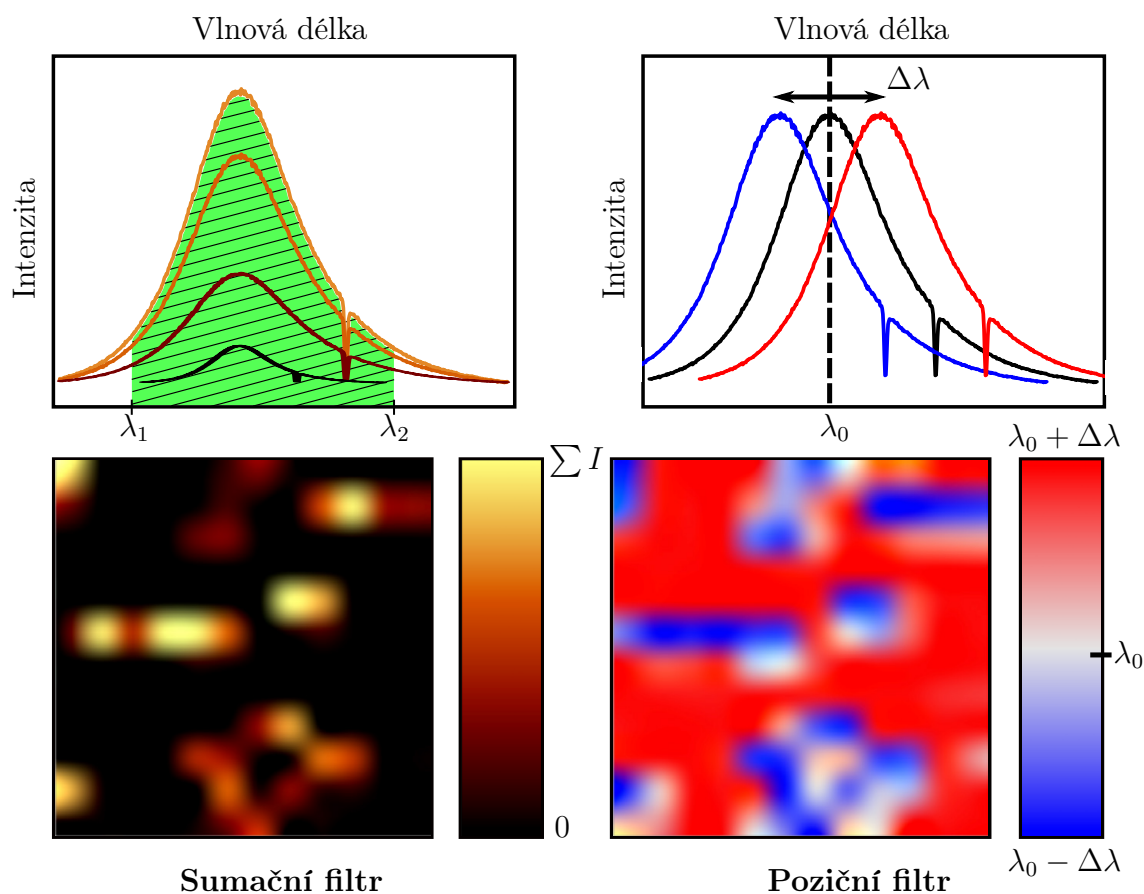 Vlnová délka
Vlnová délka
Intenzita
Intenzita
Δλ
λ₁
λ₂
λ₀
∑ I
0
λ₀ + Δλ
λ₀
λ₀ − Δλ
Sumační filtr
Poziční filtr